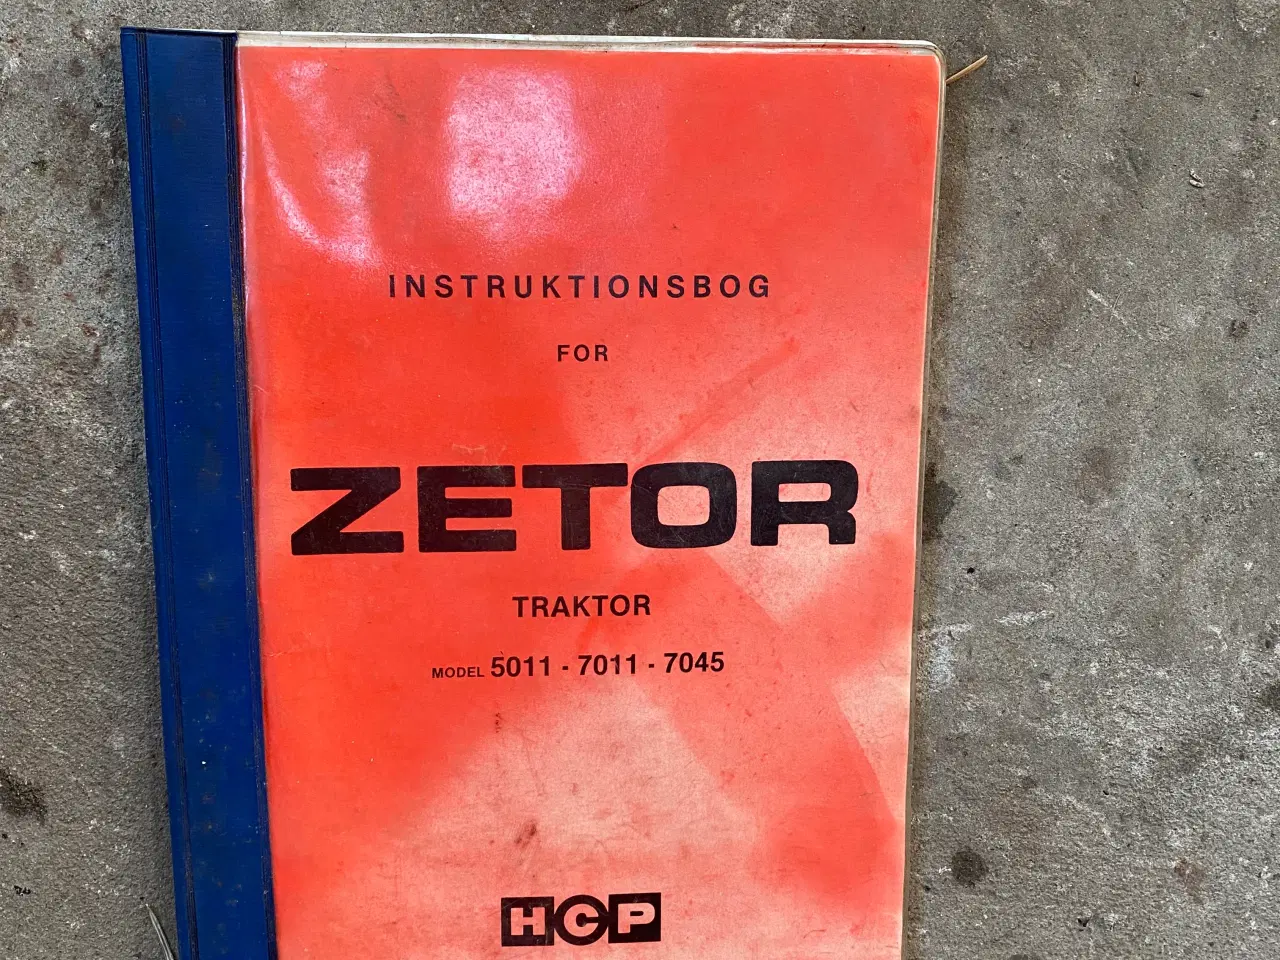 INSTRUKTIONSBOG
FOR
ZETOR
TRAKTOR
MODEL 5011 - 7011 - 7045
HCP